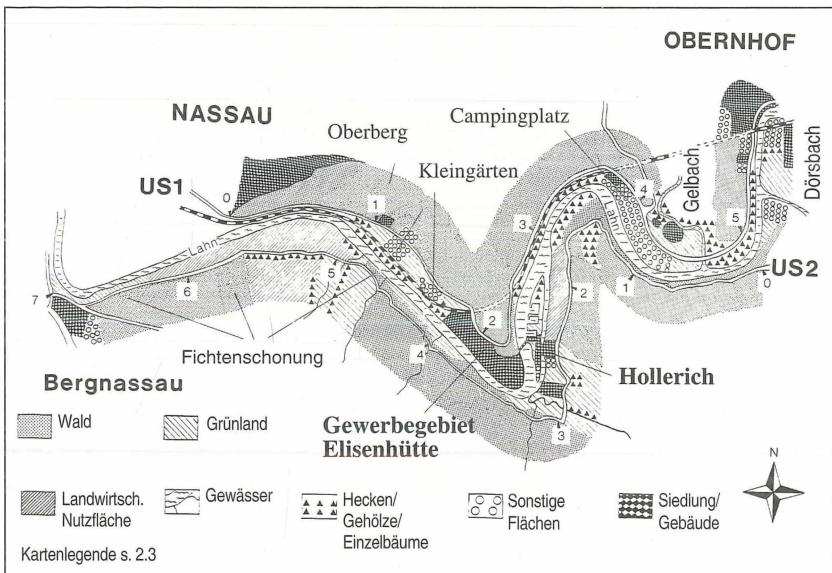 OBERNHOF
NASSAU
Campingplatz
Oberberg
Kleingärten
Gelbach
Dörsbach
US1
0
1
4
3
5
Lahn
Lahn
US2
7
6
5
2
2
1
0
Fichtenschonung
4
Hollerich
Bergnassau
Gewerbegebiet
Elisenhütte
3
Wald
Grünland
N
Landwirtsch.
Nutzfläche
Gewässer
Hecken/
Gehölze/
Einzelbäume
Sonstige
Flächen
Siedlung/
Gebäude
Kartenlegende s. 2.3